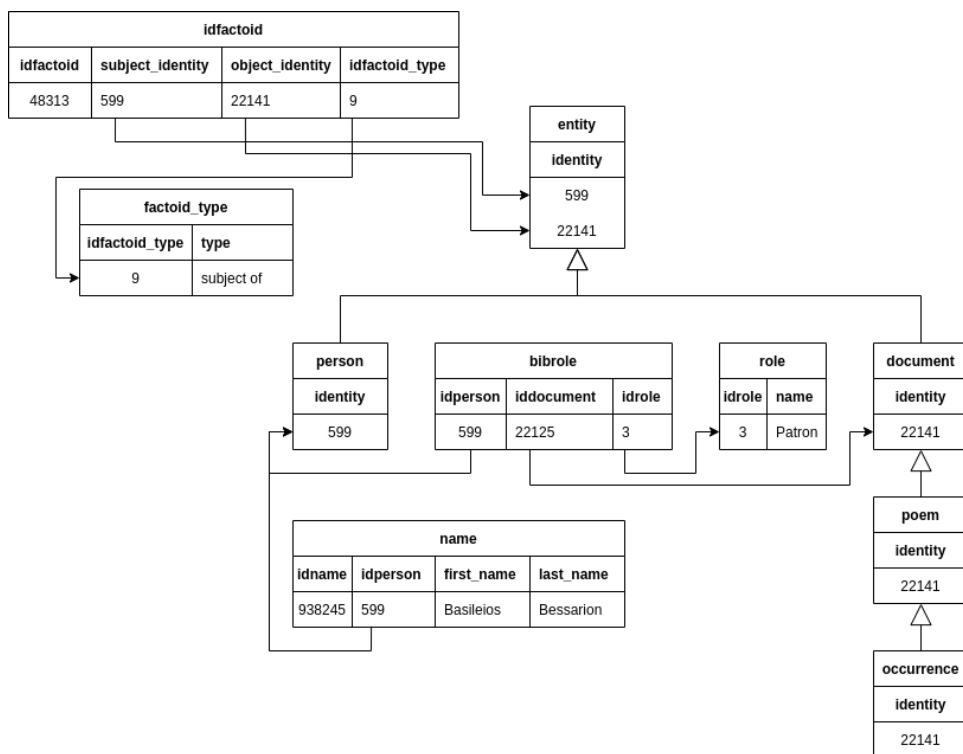 idfactoid
idfactoid subject_identity object_identity idfactoid_type
48313 599 22141 9
entity
identity
599
22141
factoid_type
idfactoid_type type
9 subject of
person
identity
599
bibrole
idperson iddocument idrole
599 22125 3
role
idrole name
3 Patron
document
identity
22141
name
idname idperson first_name last_name
938245 599 Basileios Bessarion
poem
identity
22141
occurrence
identity
22141